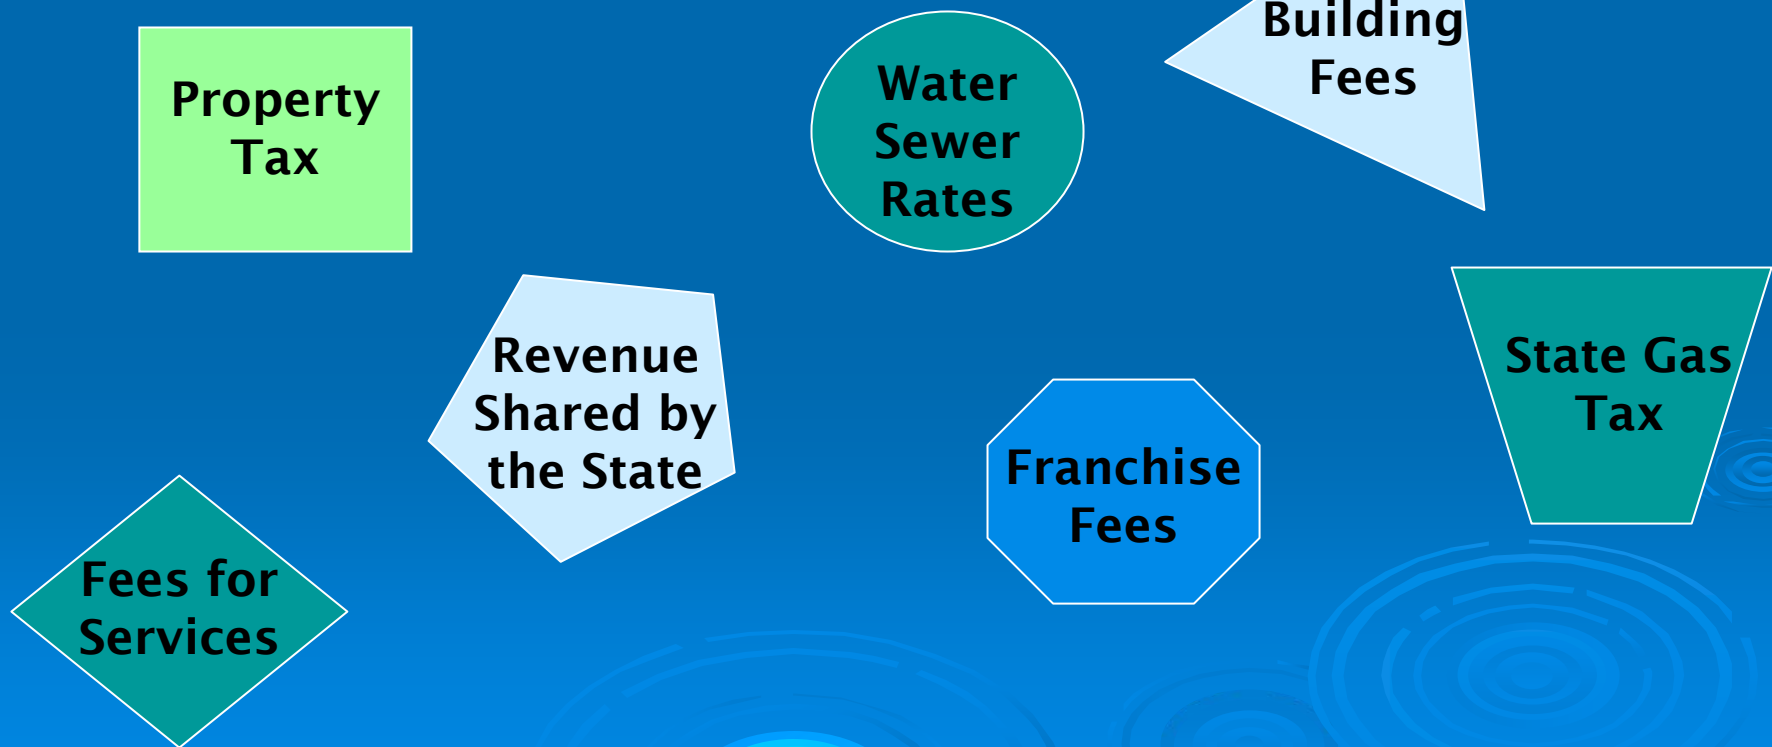 Property
Tax
Water
Sewer
Rates
Building
Fees
Revenue
Shared by
the State
Franchise
Fees
State Gas
Tax
Fees for
Services